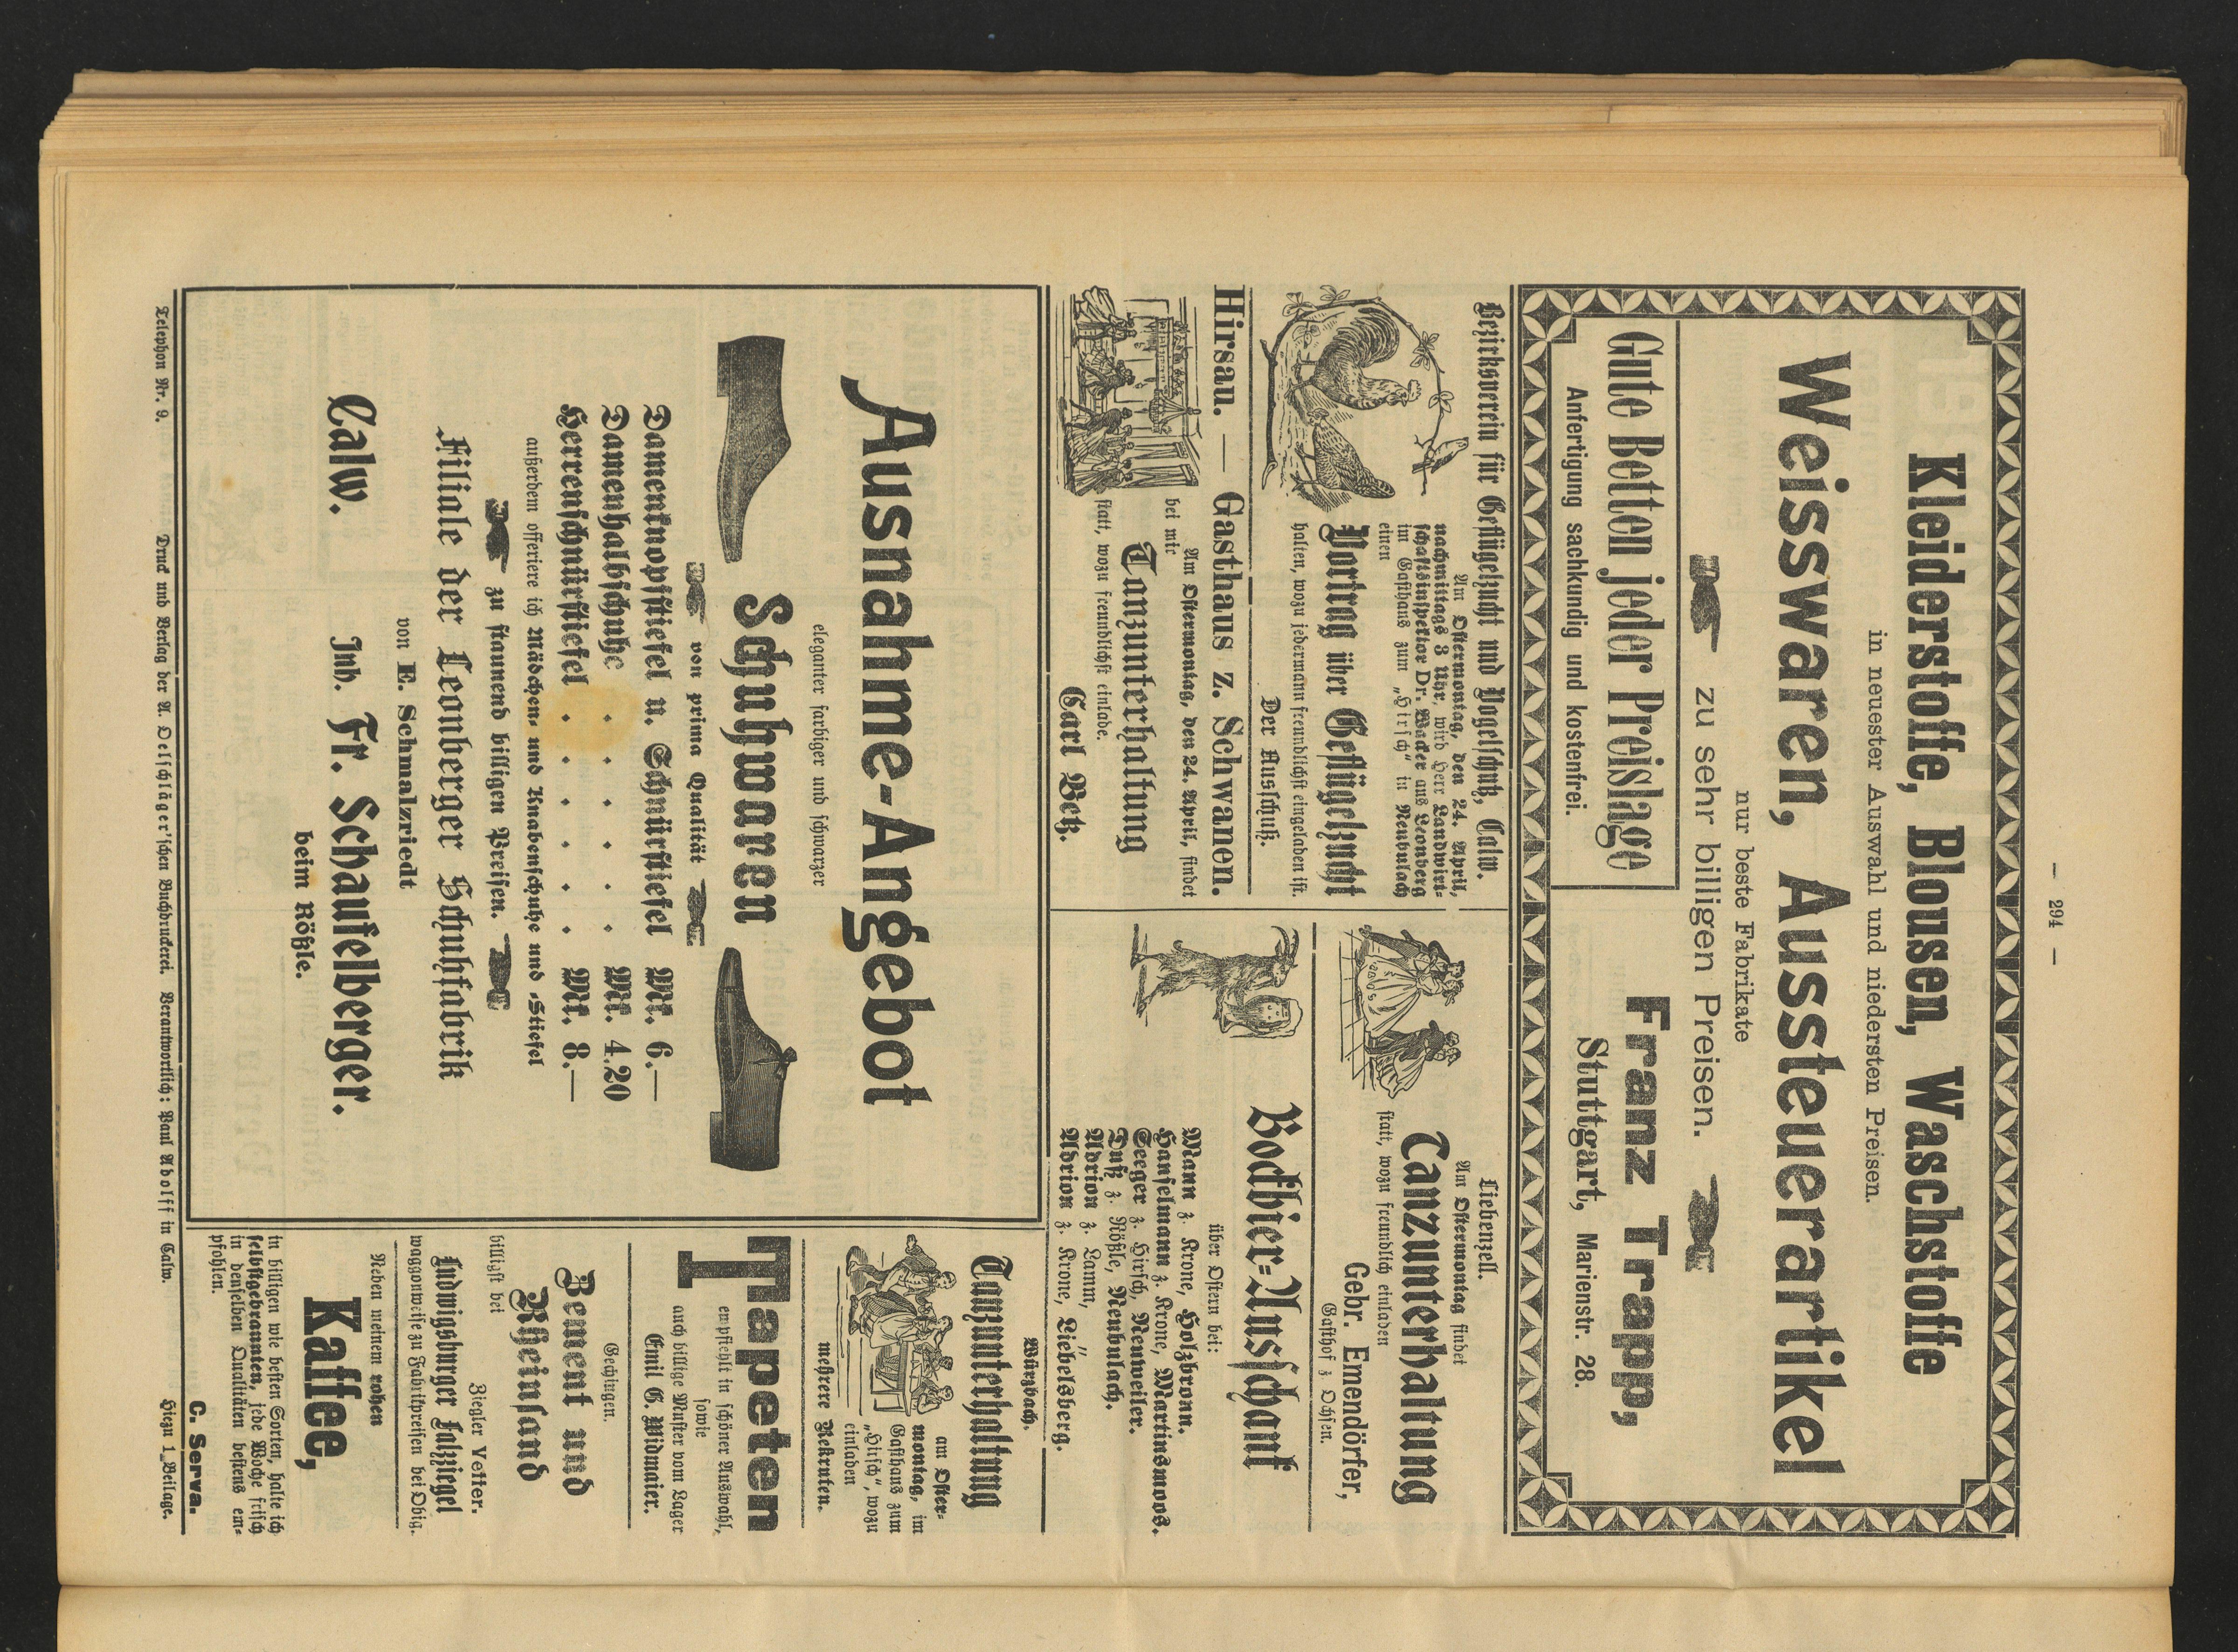 — 294 —
Kleiderstoffe, Blousen, Waschstoffe
in neuester Auswahl und niedersten Preisen.
Weisswaren, Aussteuerartikel
nur beste Fabrikate
zu sehr billigen Preisen.
Gute Betten jeder Preislage
Anfertigung sachkundig und kostenfrei.
Franz Trapp,
Stuttgart, Marienstr. 28.
Bezirksverein für Geflügelzucht und Vogelschutz, Calw.
Am Ostermontag, den 24. April,
nachmittags 3 Uhr, wird Herr Landwirt-
schaftsinspektor Dr. Wacker aus Leonberg
im Gasthaus zum „Hirsch“ in Neubulach
einen
Vortrag über Geflügelzucht
halten, wozu jedermann freundlichst eingeladen ist.
Der Ausschuß.
Hirsau. — Gasthaus z. Schwanen.
Am Ostermontag, den 24. April, findet
bei mir
Tanzunterhaltung
statt, wozu freundlichst einlade.
Carl Betz.
Liebenzell.
Am Ostermontag findet
Tanzunterhaltung
statt, wozu freundlich einladen
Gebr. Emendörfer,
Gasthof z Ochsen.
Bockbier-Ausschank
über Ostern bei:
Mann z. Krone, Holzbronn.
Hanselmann z. Krone, Martinsmoos.
Seeger z. Hirsch, Neuweiler.
Duß z. Rößle, Neubulach.
Adrion z. Lamm, „
Adrion z. Krone, Liebelsberg.
Ausnahme-Angebot
eleganter farbiger und schwarzer
Schuhwaren
von prima Qualität
Damenknopfstiefel u. Schnürstiefel Mk. 6.—
Damenhalbschuhe . . . . . . Mk. 4.20
Herrenschnürstiefel . . . . . . Mk. 8.—
außerdem offeriere ich Mädchen- und Knabenschuhe und -Stiefel
zu staunend billigen Preisen.
Filiale der Leonberger Schuhfabrik
von E. Schmalzriedt
Calw. Inh. Fr. Schaufelberger.
beim Rößle.
Würzbach.
Tanzunterhaltung
am Oster-
montag, im
Gasthaus zum
„Hirsch“, wozu
einladen
mehrere Rekruten.
Tapeten
empfiehlt in schöner Auswahl,
sowie
auch billige Muster vom Lager
Emil G. Widmaier.
Gechingen.
Zement und
Rheinsand
billigst bei
Ziegler Vetter.
Ludwigsburger Falzziegel
waggonweise zu Fabrikpreisen bei Obig.
Neben meinem rohen
Kaffee,
in billigen wie besten Sorten, halte ich
selbstgebrannten, jede Woche frisch
in denselben Qualitäten bestens em-
pfohlen.
C. Serva.
Telephon Nr. 9. Druck und Verlag der A. Oelschläger'schen Buchdruckerei. Verantwortlich: Paul Adolff in Calw. Hiezu 1 Beilage.